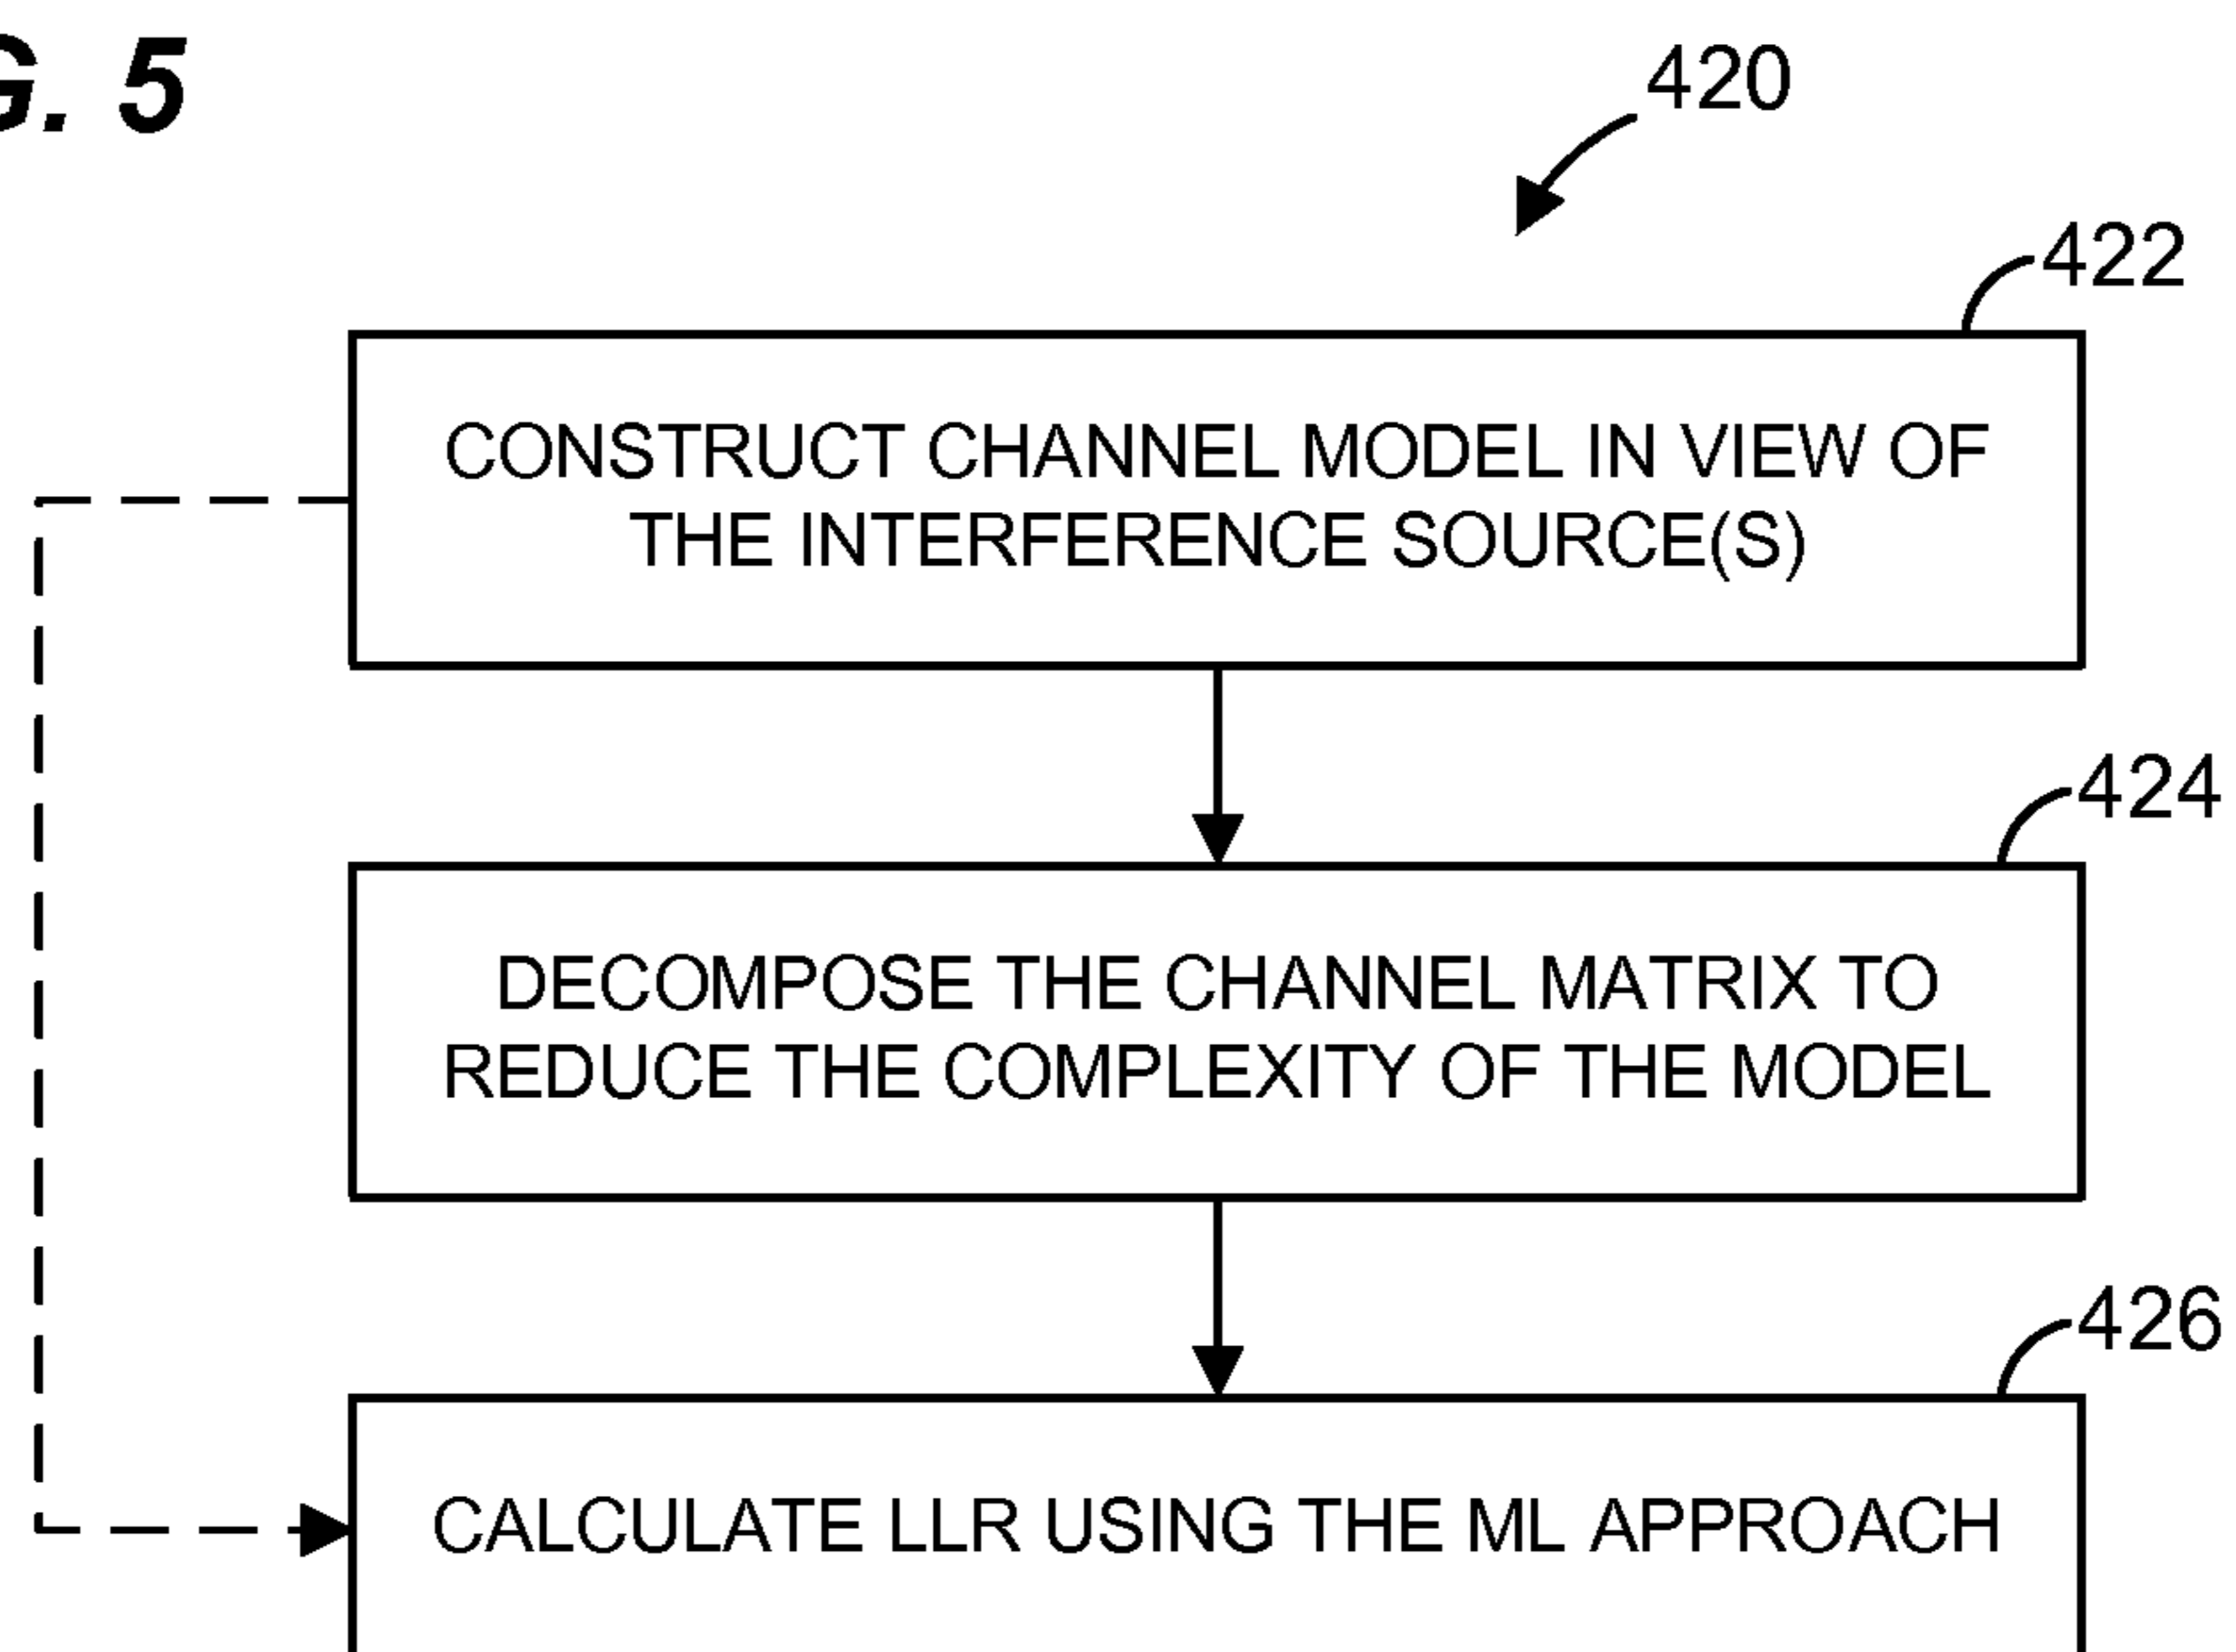 G. 5
420
422
CONSTRUCT CHANNEL MODEL IN VIEW OF
THE INTERFERENCE SOURCE(S)
424
DECOMPOSE THE CHANNEL MATRIX TO
REDUCE THE COMPLEXITY OF THE MODEL
426
CALCULATE LLR USING THE ML APPROACH